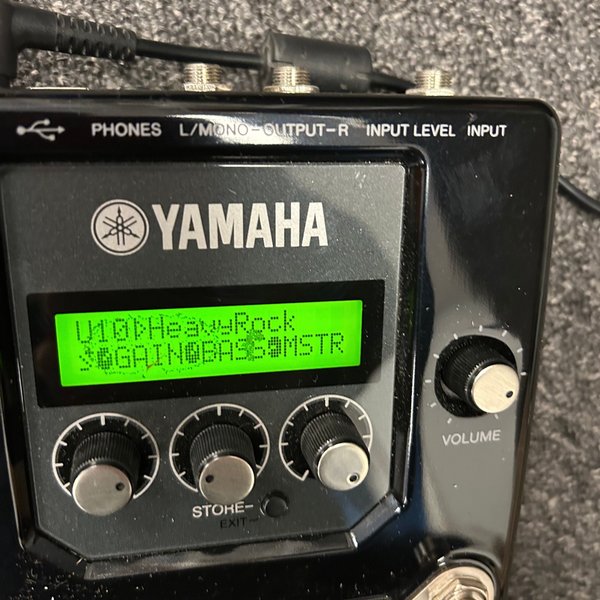 PHONES L/MONO-OUTPUT-R INPUT LEVEL INPUT
YAMAHA
U10 HeavyRock
GAIN BASS MSTR
VOLUME
STORE
EXIT